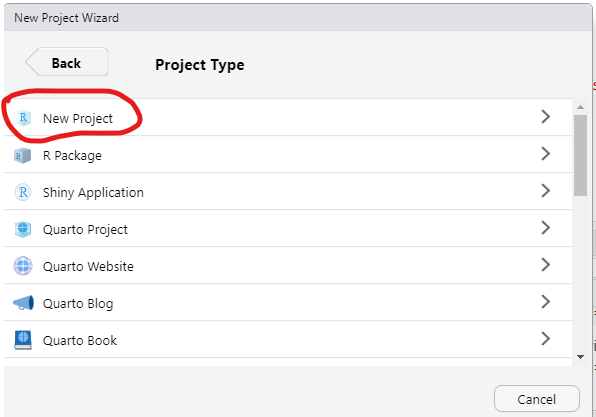 New Project Wizard
Back
Project Type
New Project
R Package
Shiny Application
Quarto Project
Quarto Website
Quarto Blog
Quarto Book
Cancel